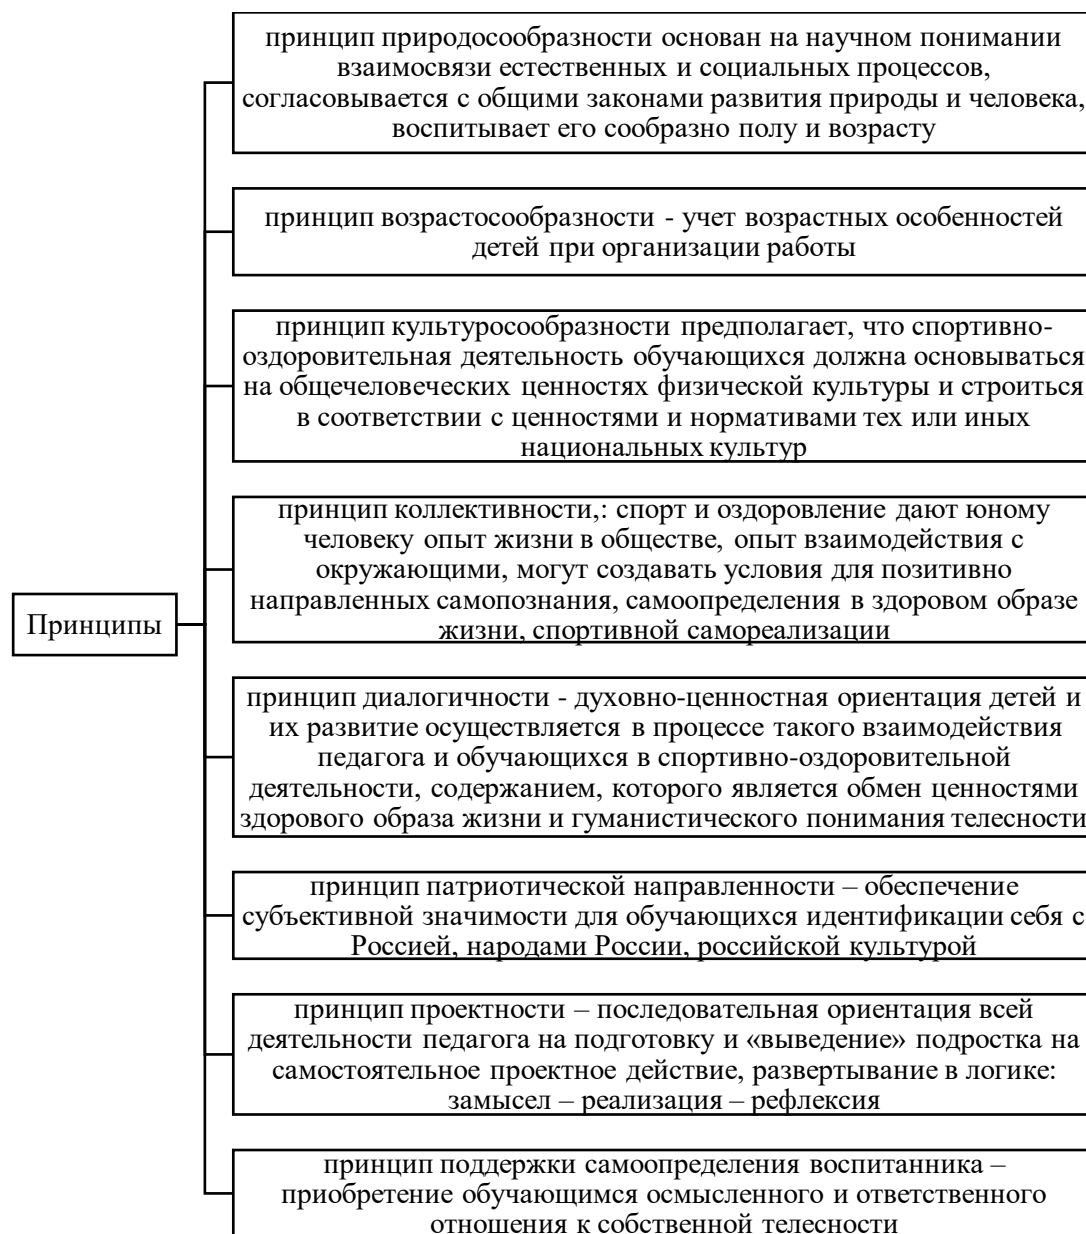 принцип природосообразности основан на научном понимании
взаимосвязи естественных и социальных процессов,
согласовывается с общими законами развития природы и человека,
воспитывает его сообразно полу и возрасту
принцип возрастосообразности - учет возрастных особенностей
детей при организации работы
принцип культуросообразности предполагает, что спортивно-
оздоровительная деятельность обучающихся должна основываться
на общечеловеческих ценностях физической культуры и строиться
в соответствии с ценностями и нормативами тех или иных
национальных культур
принцип коллективности,: спорт и оздоровление дают юному
человеку опыт жизни в обществе, опыт взаимодействия с
окружающими, могут создавать условия для позитивно
направленных самопознания, самоопределения в здоровом образе
жизни, спортивной самореализации
Принципы
принцип диалогичности - духовно-ценностная ориентация детей и
их развитие осуществляется в процессе такого взаимодействия
педагога и обучающихся в спортивно-оздоровительной
деятельности, содержанием, которого является обмен ценностями
здорового образа жизни и гуманистического понимания телесности
принцип патриотической направленности – обеспечение
субъективной значимости для обучающихся идентификации себя с
Россией, народами России, российской культурой
принцип проектности – последовательная ориентация всей
деятельности педагога на подготовку и «выведение» подростка на
самостоятельное проектное действие, развертывание в логике:
замысел – реализация – рефлексия
принцип поддержки самоопределения воспитанника –
приобретение обучающимся осмысленного и ответственного
отношения к собственной телесности